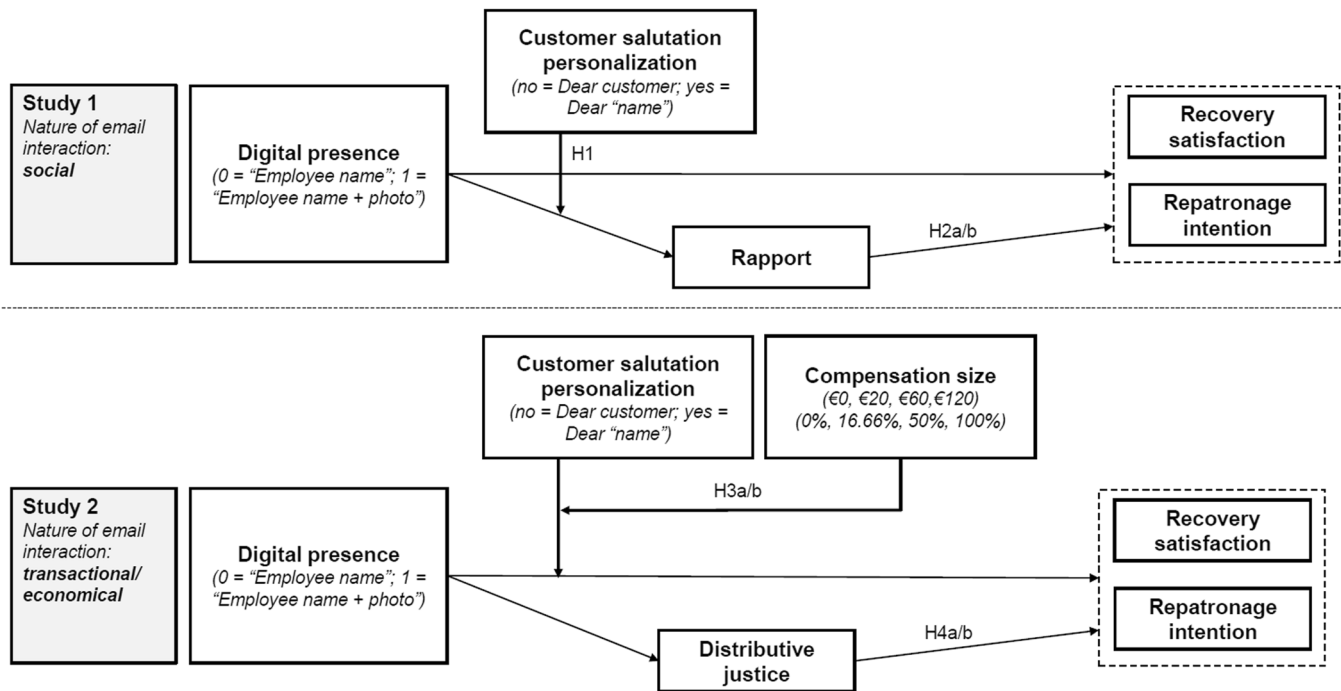 Customer salutation
personalization
(no = Dear customer; yes =
Dear “name”)
Study 1
Nature of email
interaction:
social
Digital presence
(0 = “Employee name”; 1 =
“Employee name + photo”)
H1
Rapport
H2a/b
Recovery
satisfaction
Repatronage
intention
Customer salutation
personalization
(no = Dear customer; yes =
Dear “name”)
Compensation size
(€0, €20, €60,€120)
(0%, 16.66%, 50%, 100%)
H3a/b
Study 2
Nature of email
interaction:
transactional/
economical
Digital presence
(0 = “Employee name”; 1 =
“Employee name + photo”)
Distributive
justice
H4a/b
Recovery
satisfaction
Repatronage
intention